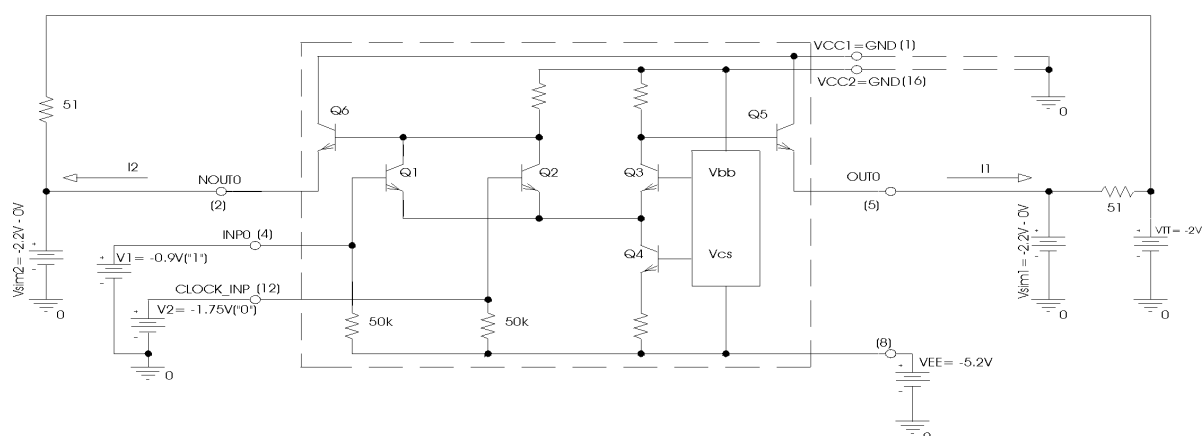 VCC1=GND (1)
VCC2=GND(16)
0
51
Q6
Q5
I2
NOUT0
(2)
Q1
Q2
Q3
Vbb
OUT0
(5)
I1
51
Vsim2= -2.2V - 0V
INP0 (4)
V1= -0.9V("1")
Q4
Vcs
Vsim1= -2.2V - 0V
VTT= -2V
CLOCK_INP (12)
V2= -1.75V("0")
50k
50k
0
0
0
0
(8)
VEE= -5.2V
0